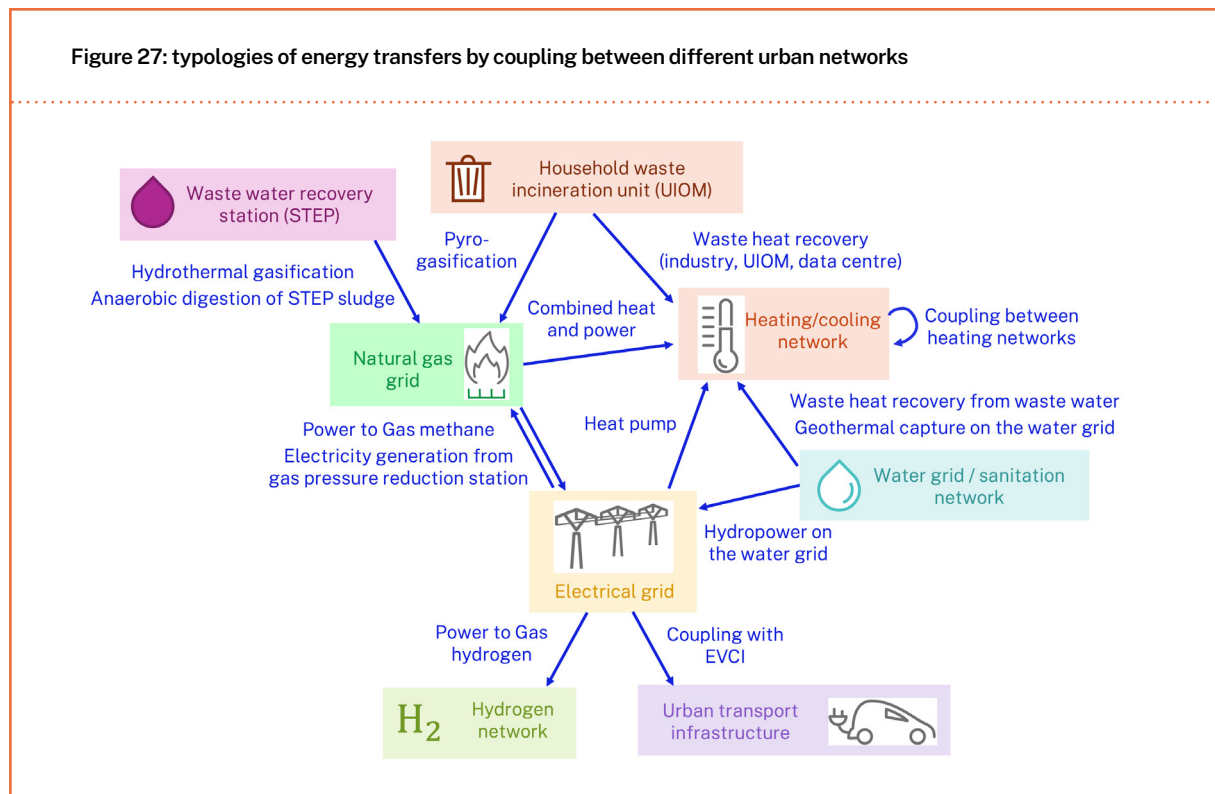 Figure 27: typologies of energy transfers by coupling between different urban networks
Household waste
incineration unit (UIOM)
Waste water recovery
station (STEP)
Pyro-
gasification
Waste heat recovery
(industry, UIOM, data centre)
Hydrothermal gasification
Anaerobic digestion of STEP sludge
Combined heat
and power
Heating/cooling
network
Coupling between
heating networks
Natural gas
grid
Waste heat recovery from waste water
Geothermal capture on the water grid
Heat pump
Power to Gas methane
Electricity generation from
gas pressure reduction station
Water grid / sanitation
network
Hydropower on
the water grid
Electrical grid
Power to Gas
hydrogen
Coupling with
EVCI
H₂
Hydrogen
network
Urban transport
infrastructure